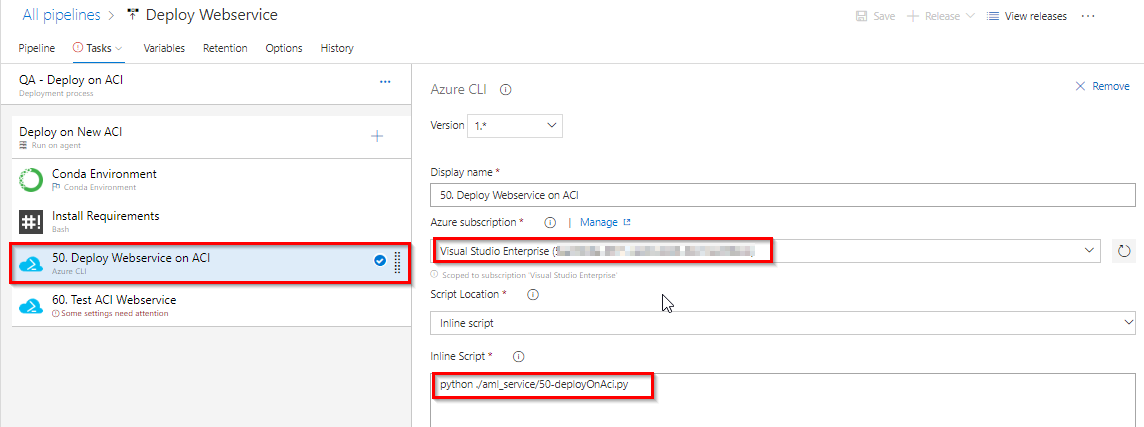 All pipelines > Deploy Webservice
Save Release View releases ...
Pipeline Tasks Variables Retention Options History
QA - Deploy on ACI
Deployment process
Deploy on New ACI
Run on agent
Conda Environment
Conda Environment
#!
Install Requirements
Bash
50. Deploy Webservice on ACI
Azure CLI
60. Test ACI Webservice
Some settings need attention
Azure CLI
Remove
Version 1.*
Display name *
50. Deploy Webservice on ACI
Azure subscription * | Manage
Visual Studio Enterprise (
Scoped to subscription 'Visual Studio Enterprise'
Script Location *
Inline script
Inline Script *
python ./aml_service/50-deployOnAci.py